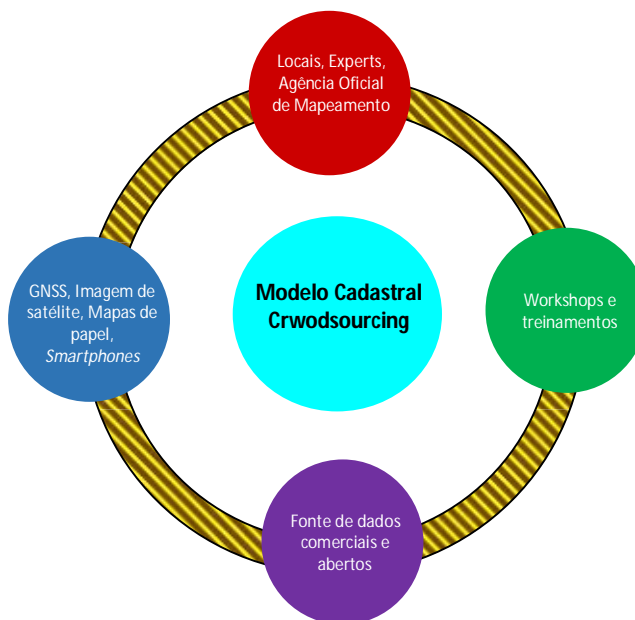 Locais, Experts,
Agência Oficial
de Mapeamento
GNSS, Imagem de
satélite, Mapas de
papel,
Smartphones
Modelo Cadastral
Crwodsourcing
Workshops e
treinamentos
Fonte de dados
comerciais e
abertos